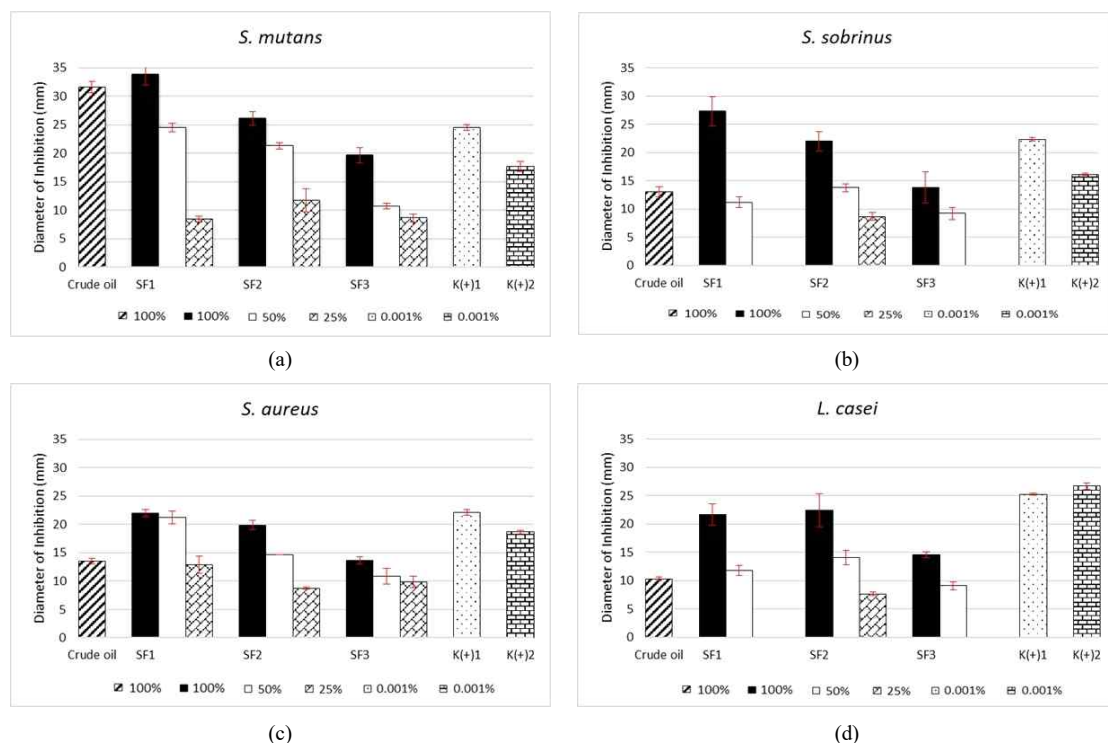 S. mutans
Diameter of Inhibition (mm)
35
30
25
20
15
10
5
0
Crude oil SF1 SF2 SF3 K(+)1 K(+)2
100% 100% 50% 25% 0.001% 0.001%
(a)
S. sobrinus
Diameter of Inhibition (mm)
35
30
25
20
15
10
5
0
Crude oil SF1 SF2 SF3 K(+)1 K(+)2
100% 100% 50% 25% 0.001% 0.001%
(b)
S. aureus
Diameter of Inhibition (mm)
35
30
25
20
15
10
5
0
Crude oil SF1 SF2 SF3 K(+)1 K(+)2
100% 100% 50% 25% 0.001% 0.001%
(c)
L. casei
Diameter of Inhibition (mm)
35
30
25
20
15
10
5
0
Crude oil SF1 SF2 SF3 K(+)1 K(+)2
100% 100% 50% 25% 0.001% 0.001%
(d)